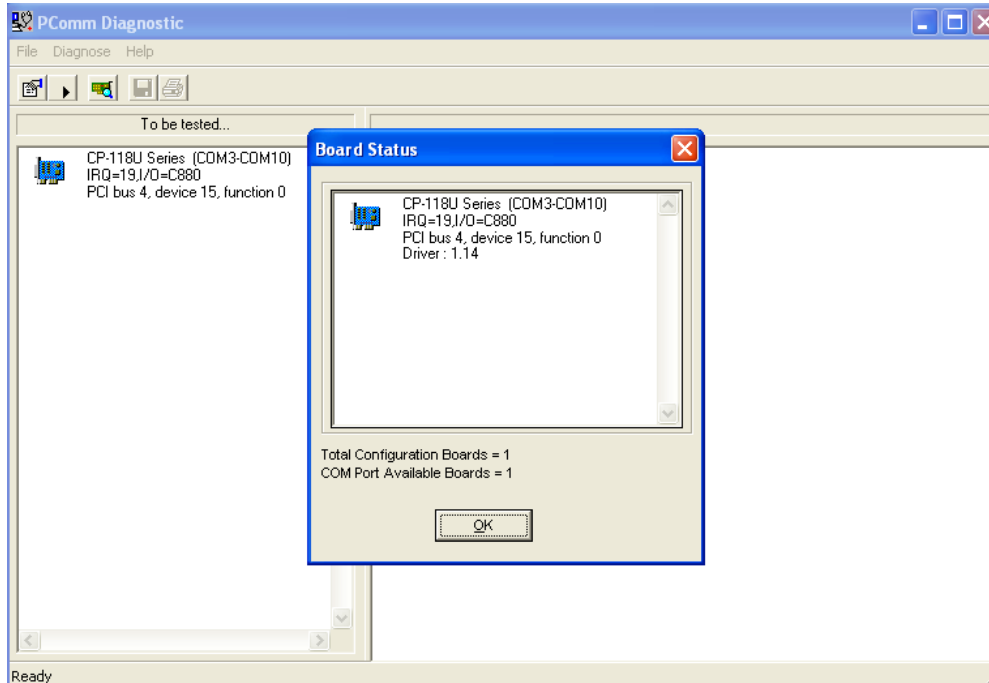 PComm Diagnostic
File Diagnose Help
To be tested...
CP-118U Series (COM3-COM10)
IRQ=19,I/O=C880
PCI bus 4, device 15, function 0
Board Status
CP-118U Series (COM3-COM10)
IRQ=19,I/O=C880
PCI bus 4, device 15, function 0
Driver : 1.14
Total Configuration Boards = 1
COM Port Available Boards = 1
OK
Ready